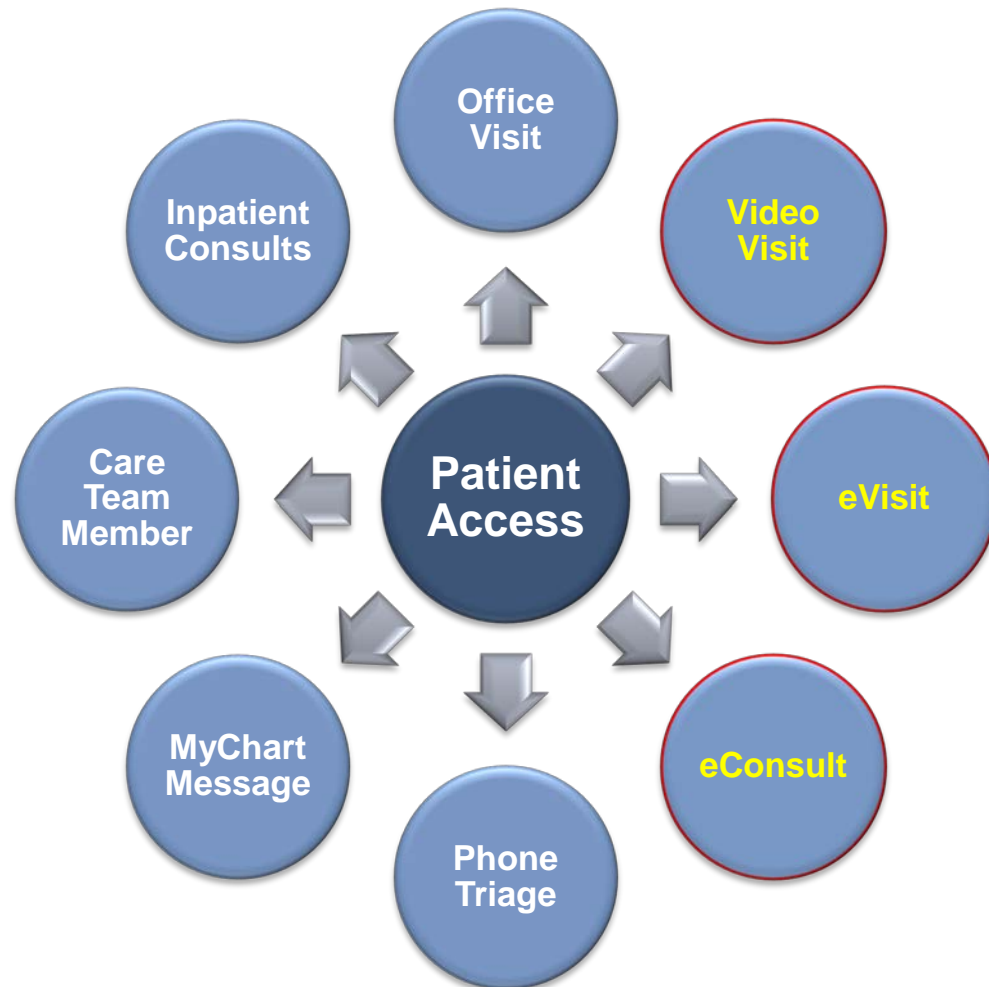 Office
Visit
Video
Visit
eVisit
eConsult
Phone
Triage
MyChart
Message
Care
Team
Member
Inpatient
Consults
Patient
Access